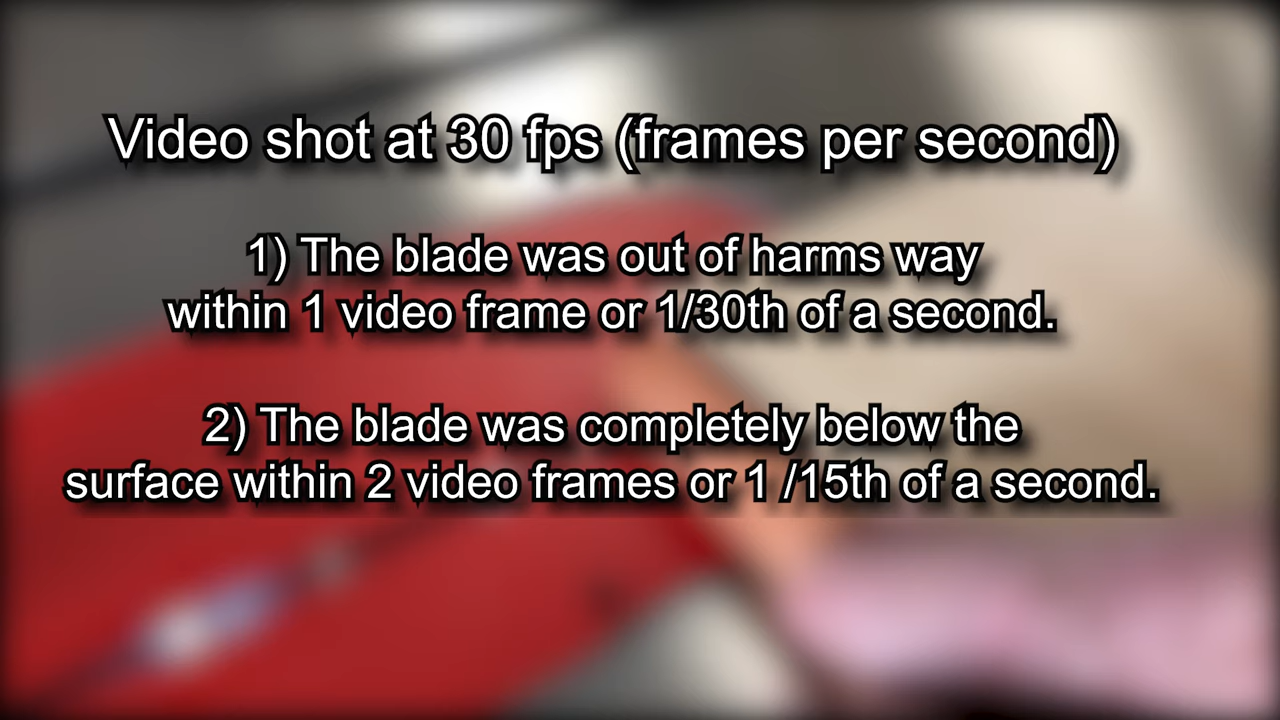 Video shot at 30 fps (frames per second)
1) The blade was out of harms way
within 1 video frame or 1/30th of a second.
2) The blade was completely below the
surface within 2 video frames or 1 /15th of a second.